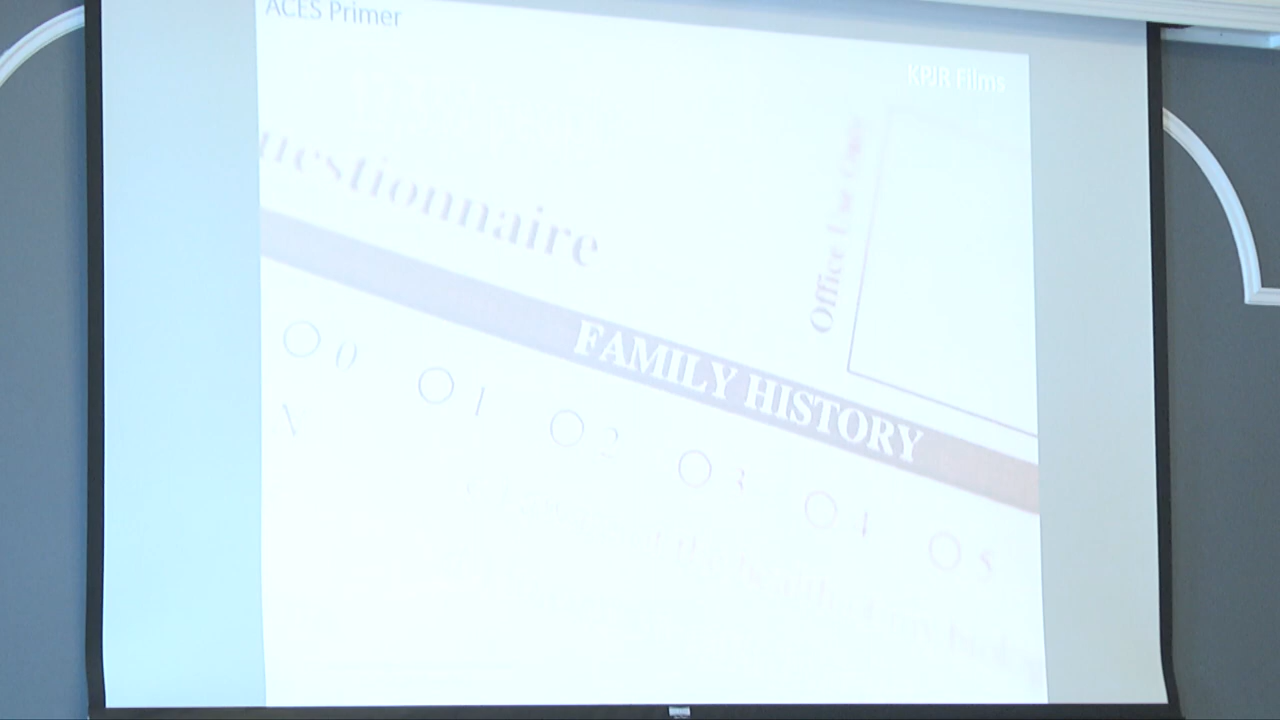 ACES Primer
KPJR Films
uestionnaire
Office Use Only
FAMILY HISTORY
0 1 2 3 4 5